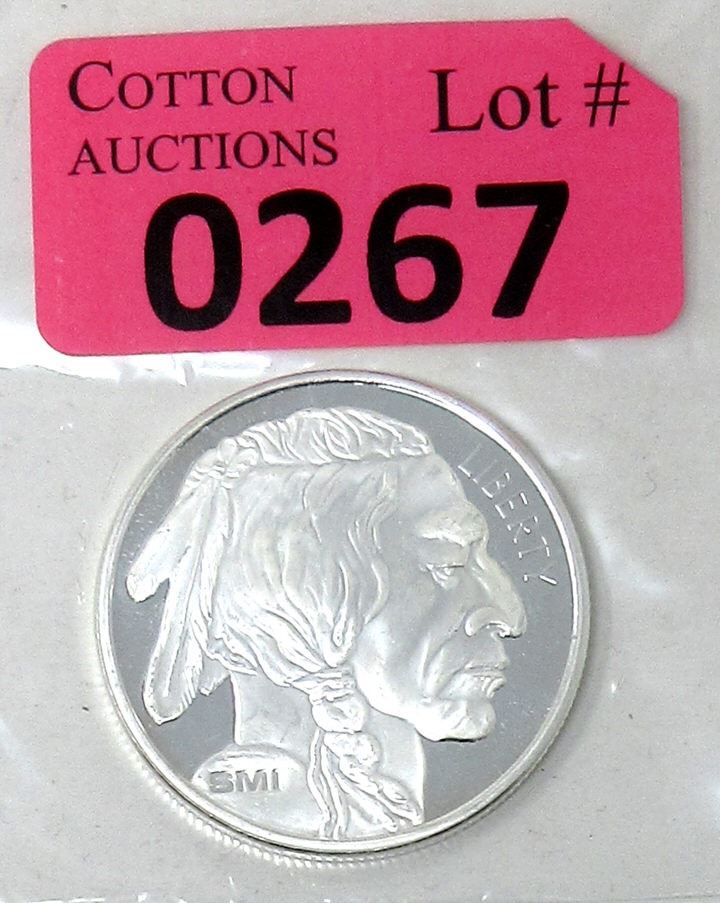 COTTON
AUCTIONS
Lot #
0267
LIBERTY
SMI